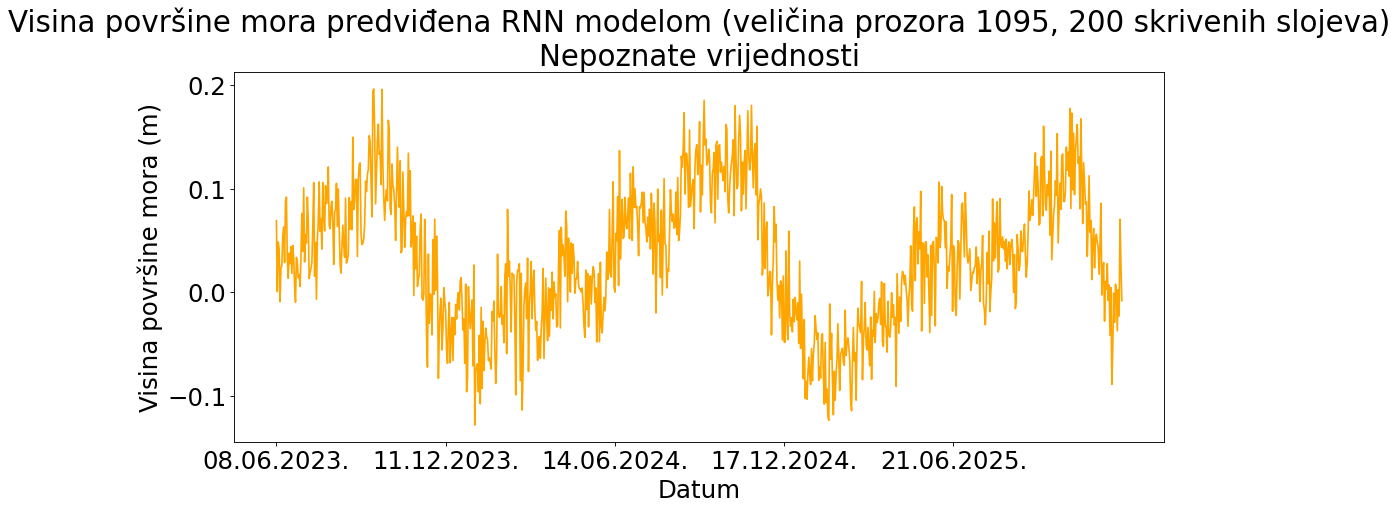 Visina površine mora predviđena RNN modelom (veličina prozora 1095, 200 skrivenih slojeva)
Nepoznate vrijednosti
Visina površine mora (m)
0.2
0.1
0.0
−0.1
08.06.2023. 11.12.2023. 14.06.2024. 17.12.2024. 21.06.2025.
Datum